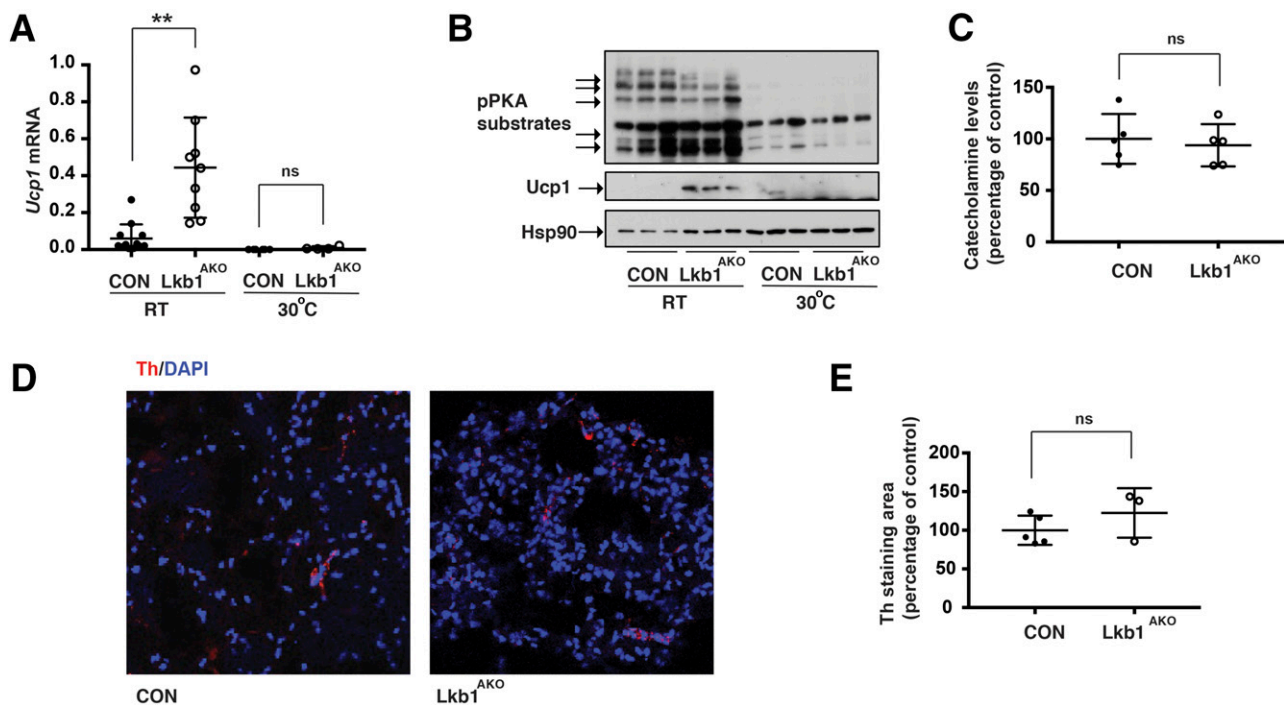 A
**
ns
Ucp1 mRNA
1.0
0.8
0.6
0.4
0.2
0.0
CON Lkb1AKO CON Lkb1AKO
RT 30°C
B
pPKA
substrates
Ucp1
Hsp90
CON Lkb1AKO CON Lkb1AKO
RT 30°C
C
ns
Catecholamine levels
(percentage of control)
150
100
50
0
CON Lkb1AKO
D
Th/DAPI
CON Lkb1AKO
E
ns
Th staining area
(percentage of control)
200
150
100
50
0
CON Lkb1AKO